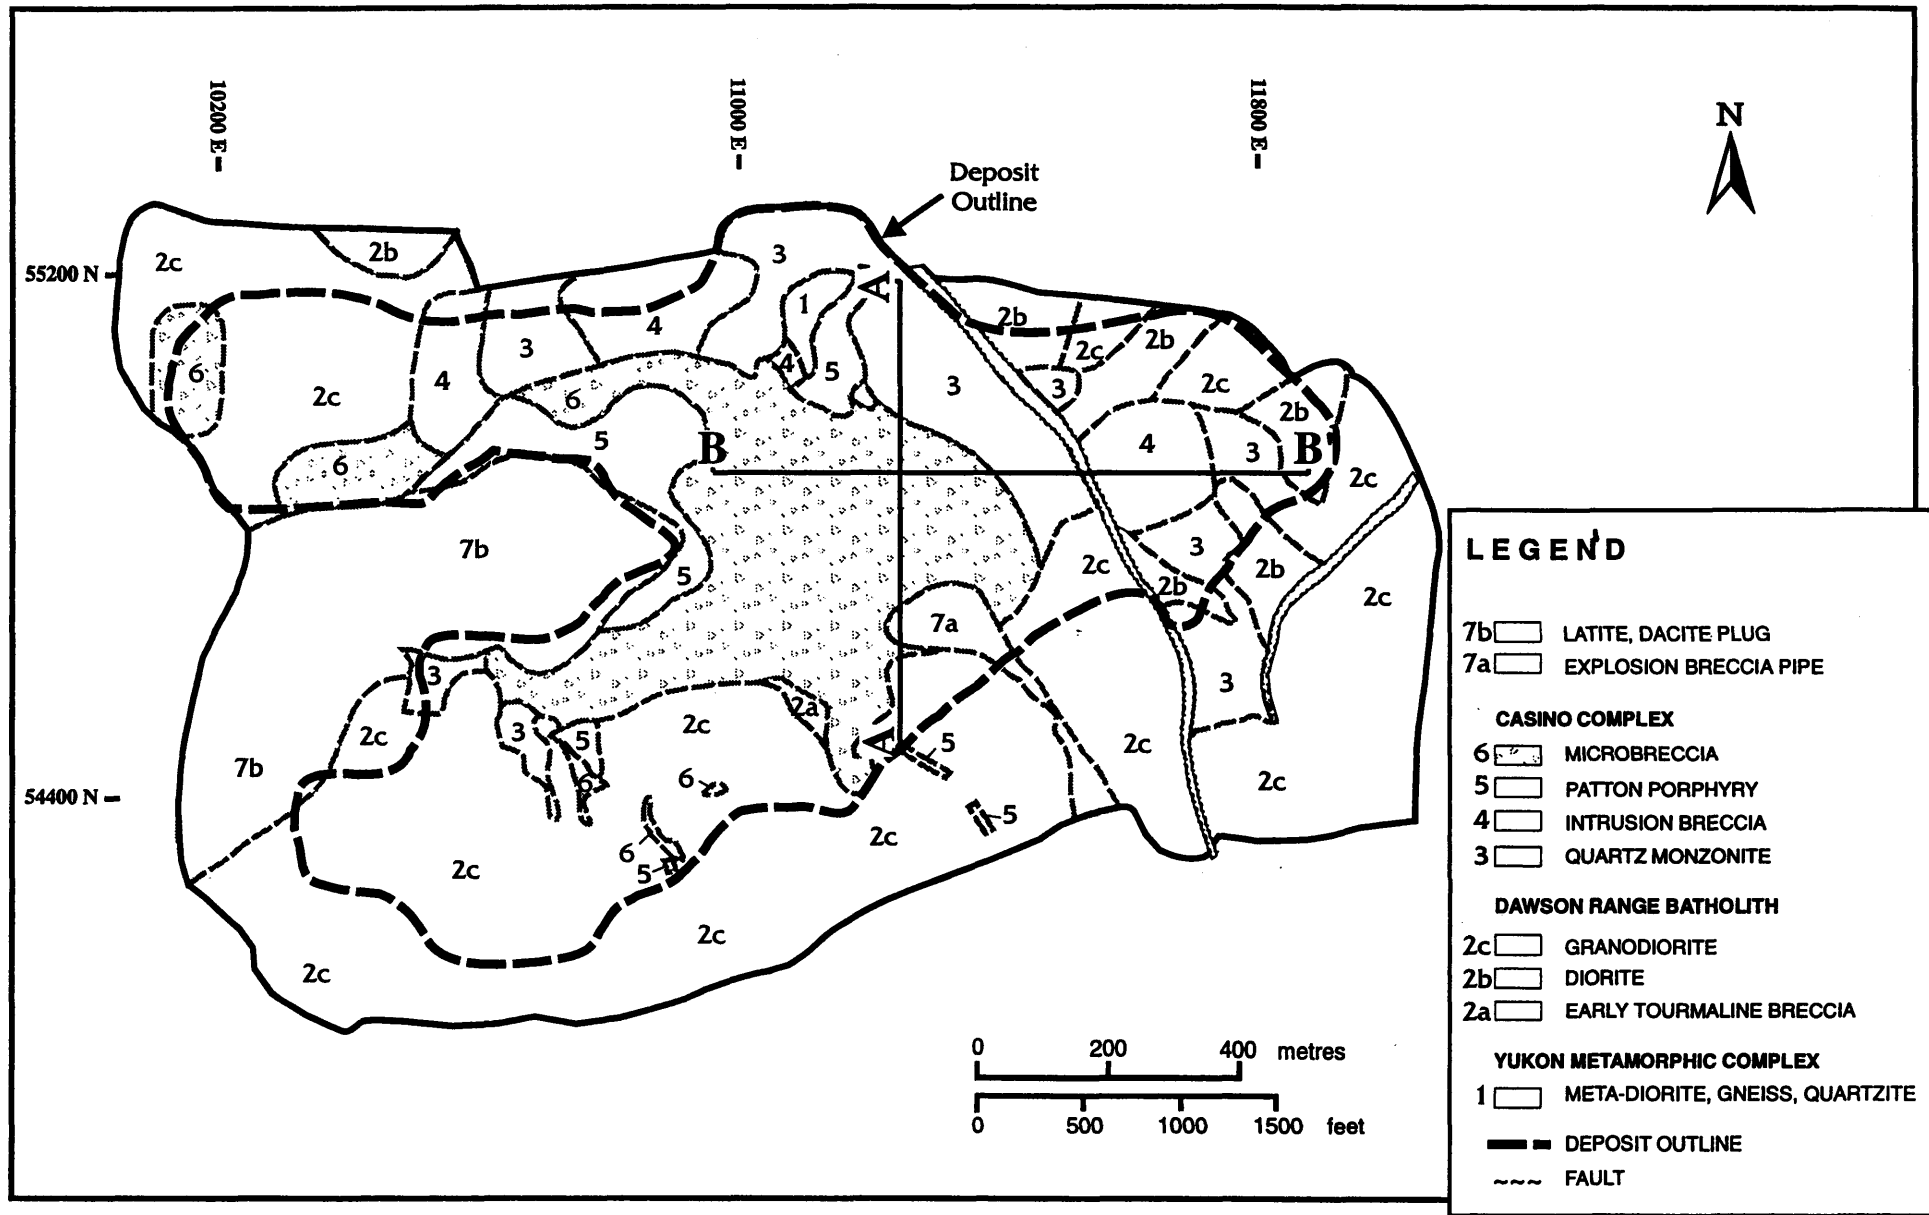 10200 E
11000 E
11800 E
N
Deposit
Outline
55200 N
2c
2b
3
1
A
2b
2b
2c
4
3
4
5
3
3
2c
6
2c
4
6
2b
5
B
4
3
B
2c
6
7b
5
2c
3
2b
2b
2c
7a
3
3
2c
3
5
2a
2c
A
5
2c
7b
6
6
2c
54400 N
5
2c
6
5
2c
2c
2c
0 200 400 metres
0 500 1000 1500 feet
LEGEND
7b LATITE, DACITE PLUG
7a EXPLOSION BRECCIA PIPE
CASINO COMPLEX
6 MICROBRECCIA
5 PATTON PORPHYRY
4 INTRUSION BRECCIA
3 QUARTZ MONZONITE
DAWSON RANGE BATHOLITH
2c GRANODIORITE
2b DIORITE
2a EARLY TOURMALINE BRECCIA
YUKON METAMORPHIC COMPLEX
1 META-DIORITE, GNEISS, QUARTZITE
DEPOSIT OUTLINE
FAULT